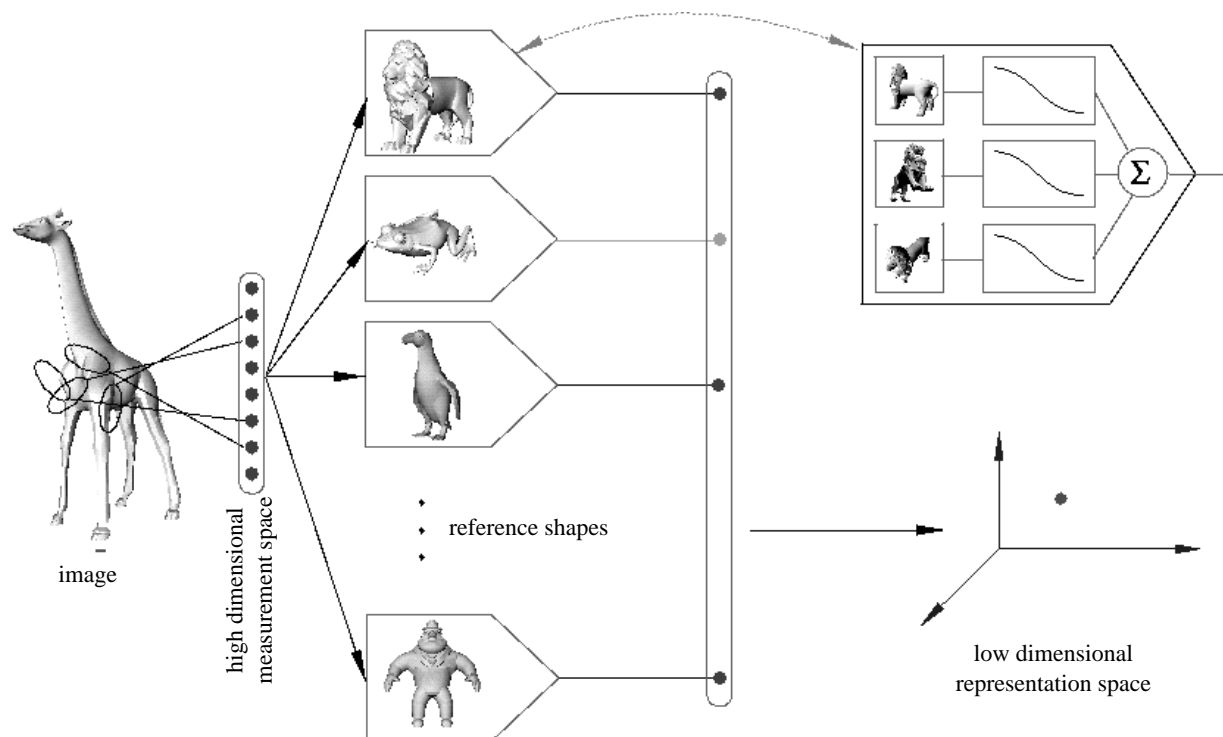 Σ
image
high dimensional
measurement space
reference shapes
low dimensional
representation space